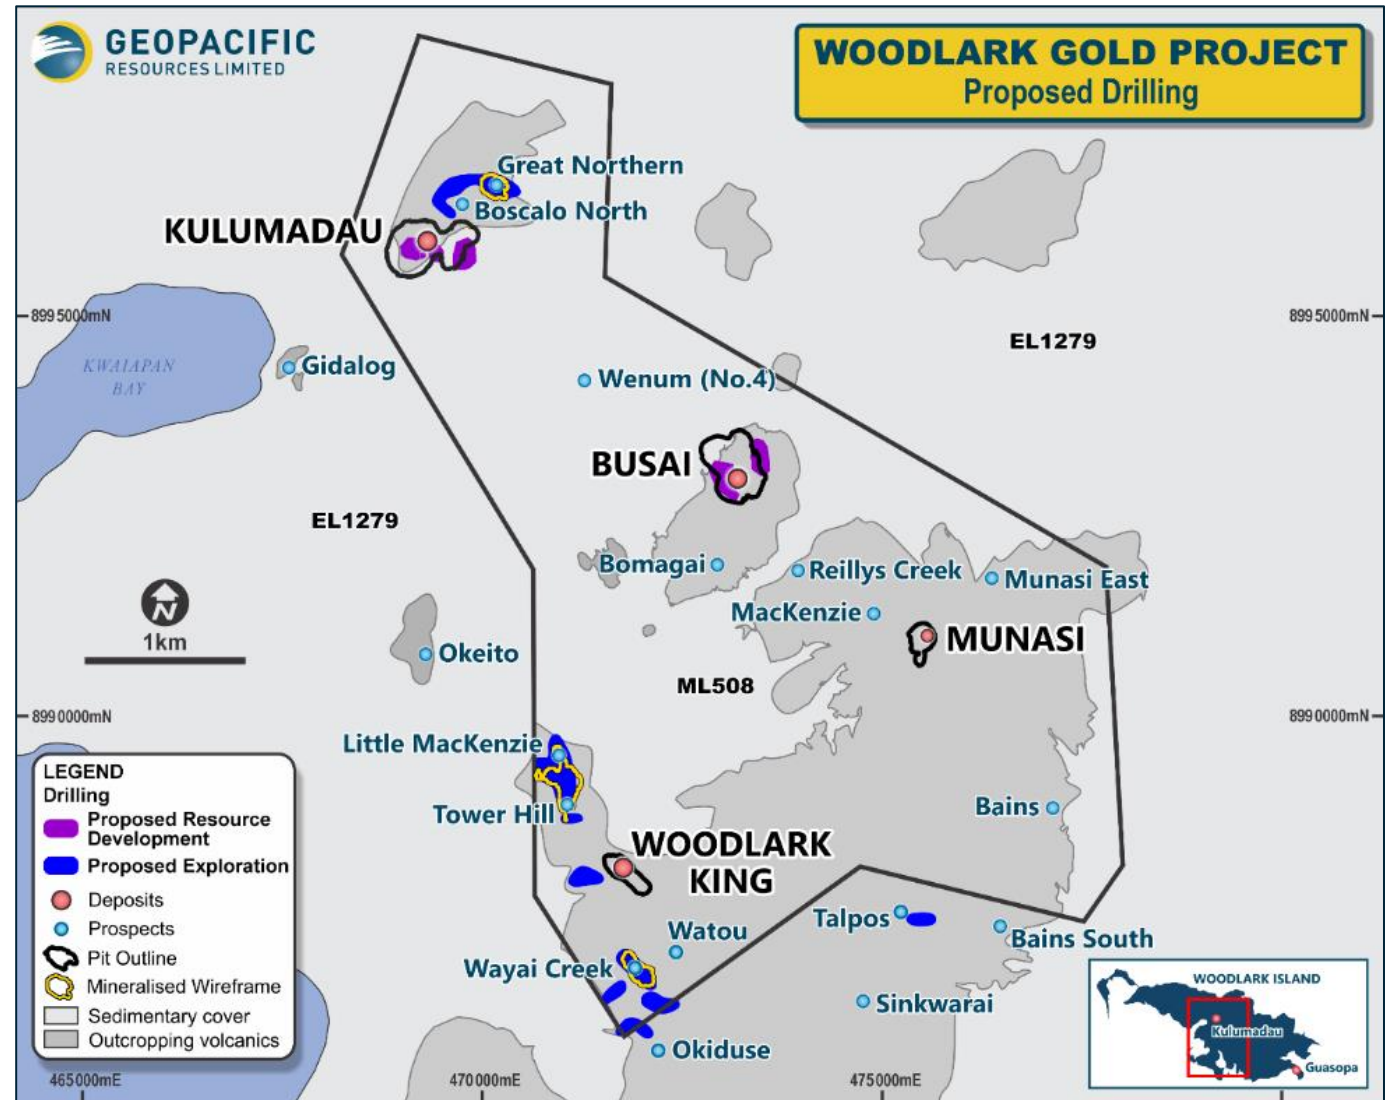 GEOPACIFIC
RESOURCES LIMITED
WOODLARK GOLD PROJECT
Proposed Drilling
Great Northern
Boscalo North
KULUMADAU
8995000mN
8995000mN
EL1279
KWAIAPAN
BAY
Gidalog
Wenum (No.4)
BUSAI
EL1279
Bomagai
Reillys Creek
Munasi East
MacKenzie
N
1km
MUNASI
Okeito
ML508
8990000mN
8990000mN
Little MacKenzie
Tower Hill
Bains
WOODLARK
KING
Talpos
Watou
Bains South
Wayai Creek
Sinkwarai
Okiduse
LEGEND
Drilling
Proposed Resource
Development
Proposed Exploration
Deposits
Prospects
Pit Outline
Mineralised Wireframe
Sedimentary cover
Outcropping volcanics
WOODLARK ISLAND
Kulumadau
Guasopa
465000mE
470000mE
475000mE